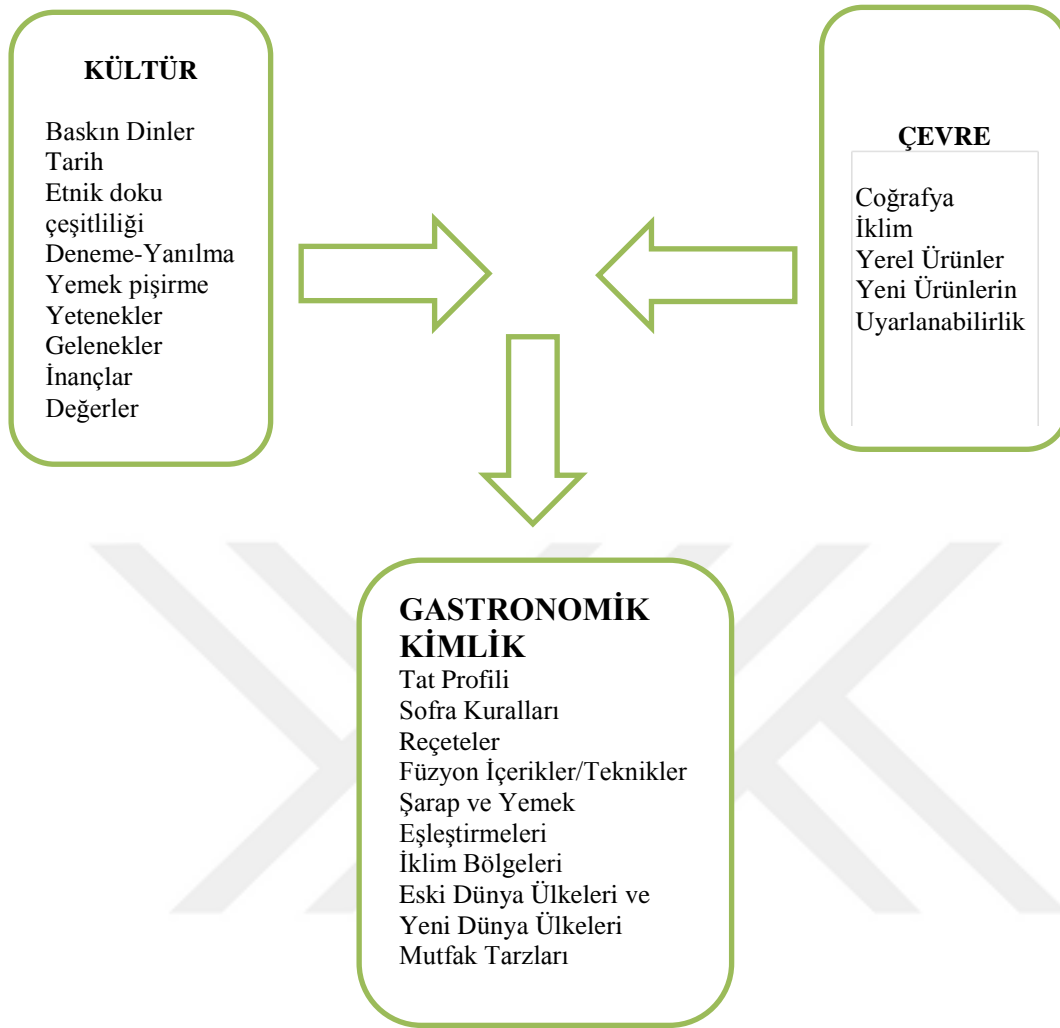 KÜLTÜR
Baskın Dinler
Tarih
Etnik doku
çeşitliliği
Deneme-Yanılma
Yemek pişirme
Yetenekler
Gelenekler
İnançlar
Değerler
ÇEVRE
Coğrafya
İklim
Yerel Ürünler
Yeni Ürünlerin
Uyarlanabilirlik
GASTRONOMİK
KİMLİK
Tat Profili
Sofra Kuralları
Reçeteler
Füzyon İçerikler/Teknikler
Şarap ve Yemek
Eşleştirmeleri
İklim Bölgeleri
Eski Dünya Ülkeleri ve
Yeni Dünya Ülkeleri
Mutfak Tarzları